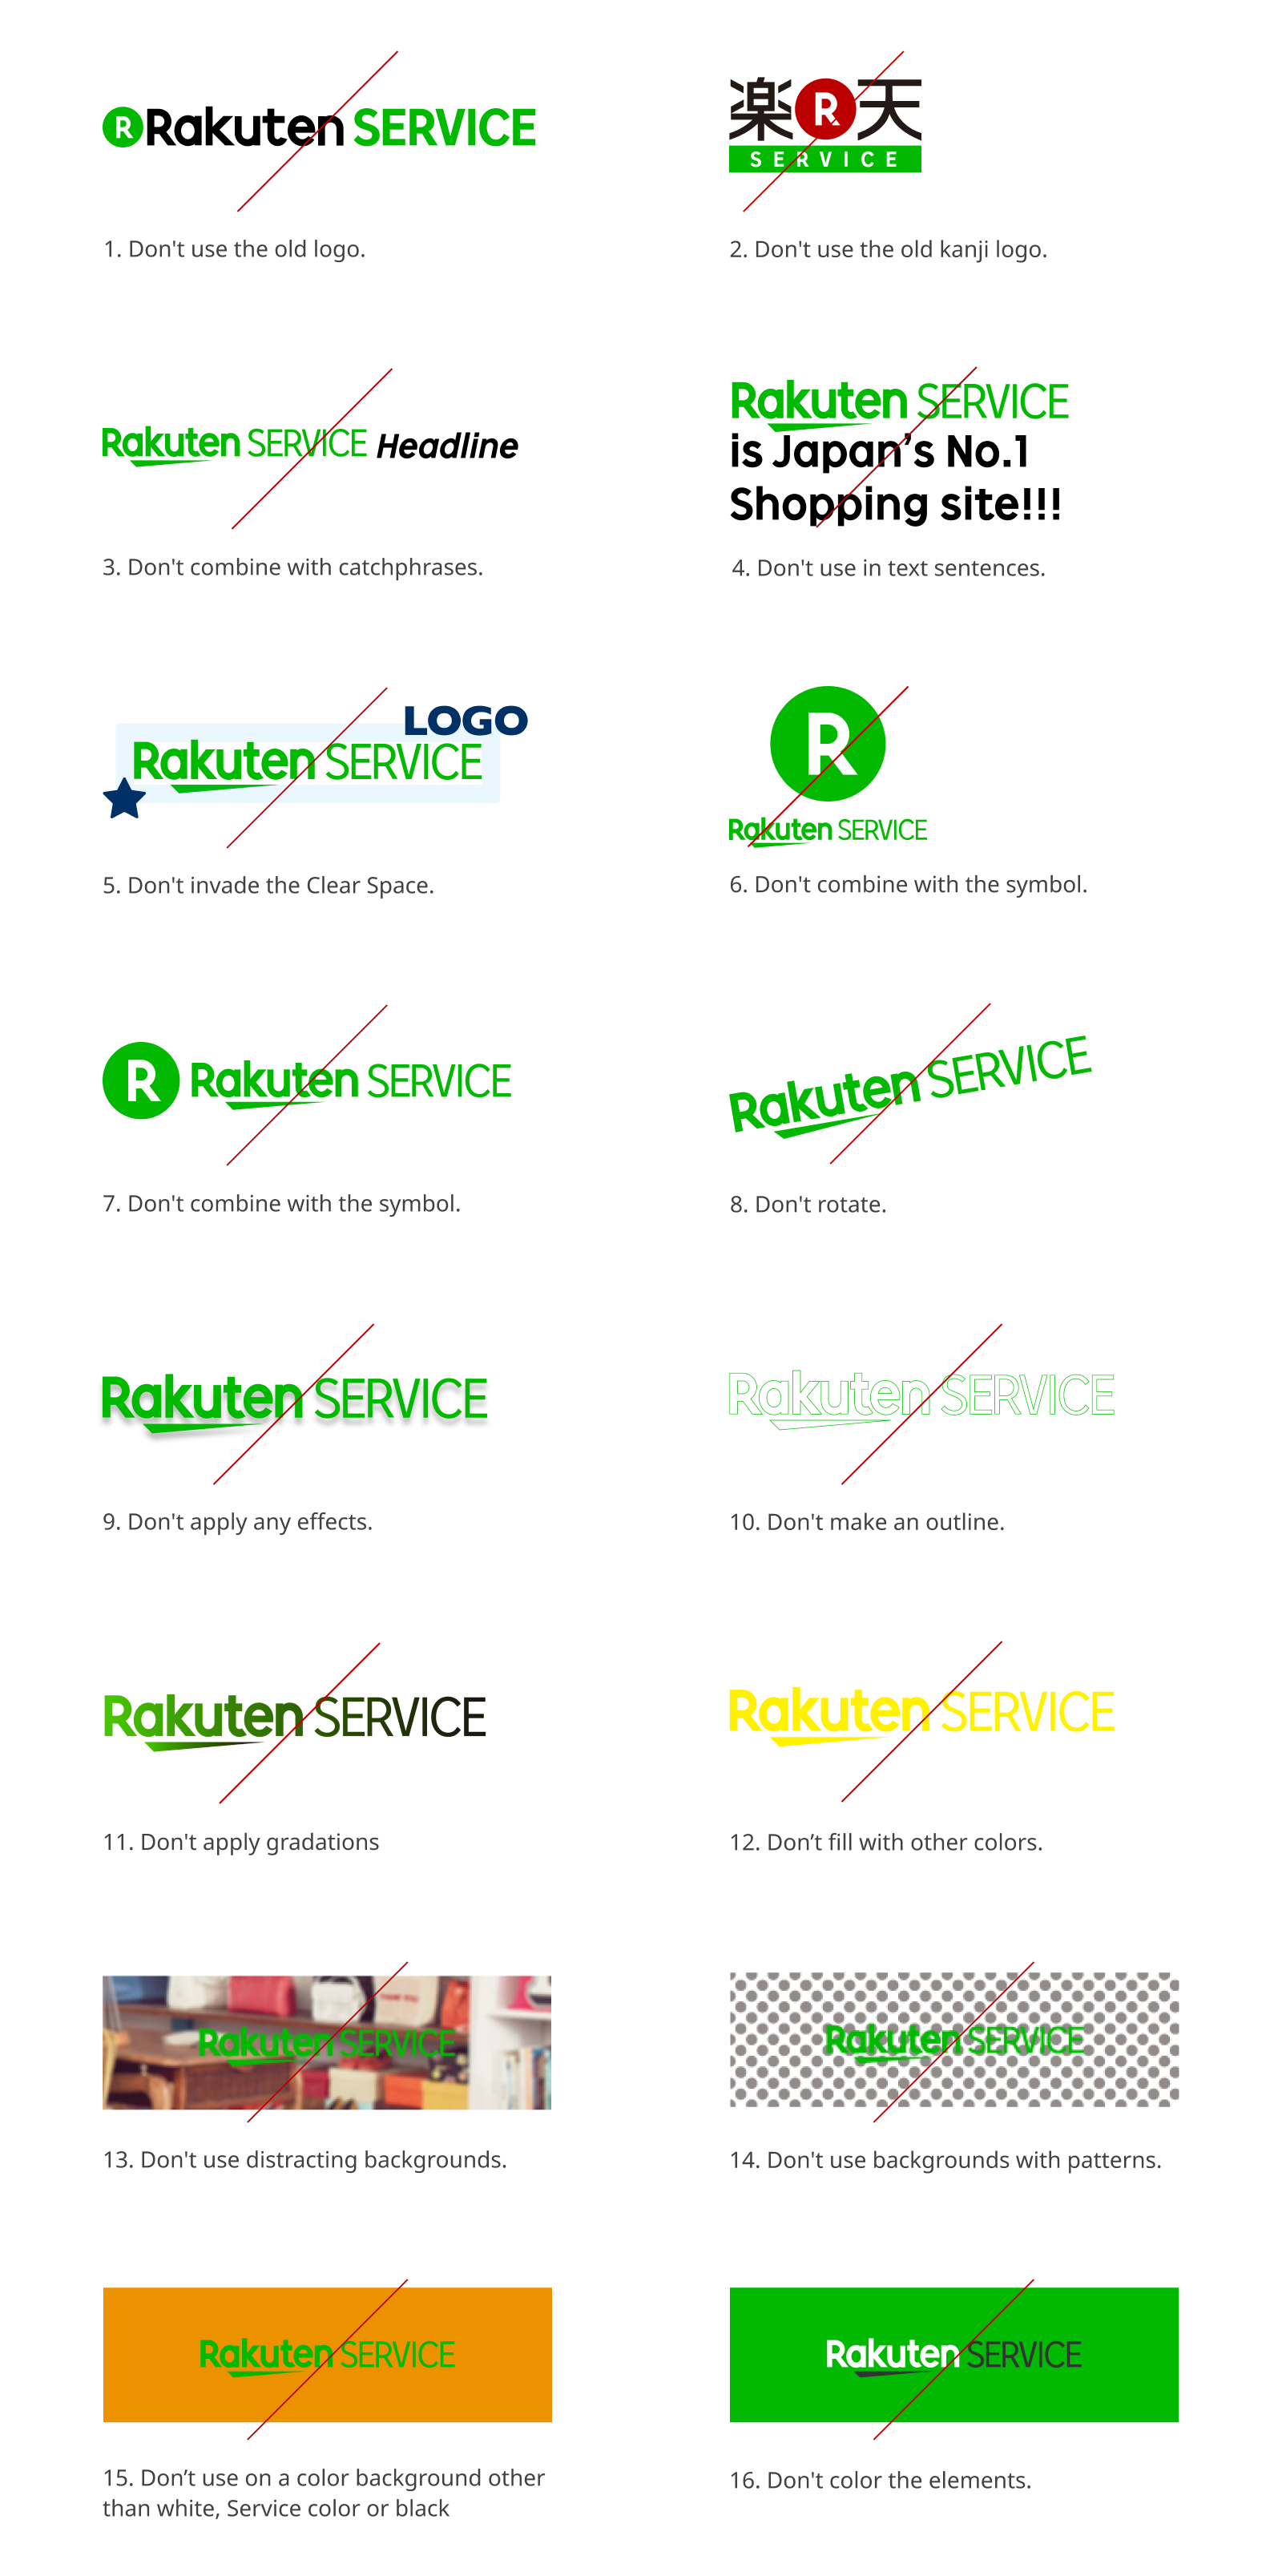 R Rakuten SERVICE
楽R天
SERVICE
1. Don't use the old logo.
2. Don't use the old kanji logo.
Rakuten SERVICE Headline
Rakuten SERVICE
is Japan's No.1
Shopping site!!!
3. Don't combine with catchphrases.
4. Don't use in text sentences.
LOGO
Rakuten SERVICE
R
Rakuten SERVICE
5. Don't invade the Clear Space.
6. Don't combine with the symbol.
R Rakuten SERVICE
Rakuten SERVICE
7. Don't combine with the symbol.
8. Don't rotate.
Rakuten SERVICE
Rakuten SERVICE
9. Don't apply any effects.
10. Don't make an outline.
Rakuten SERVICE
Rakuten SERVICE
11. Don't apply gradations
12. Don’t fill with other colors.
Rakuten SERVICE
Rakuten SERVICE
13. Don't use distracting backgrounds.
14. Don't use backgrounds with patterns.
Rakuten SERVICE
Rakuten SERVICE
15. Don’t use on a color background other
than white, Service color or black
16. Don't color the elements.